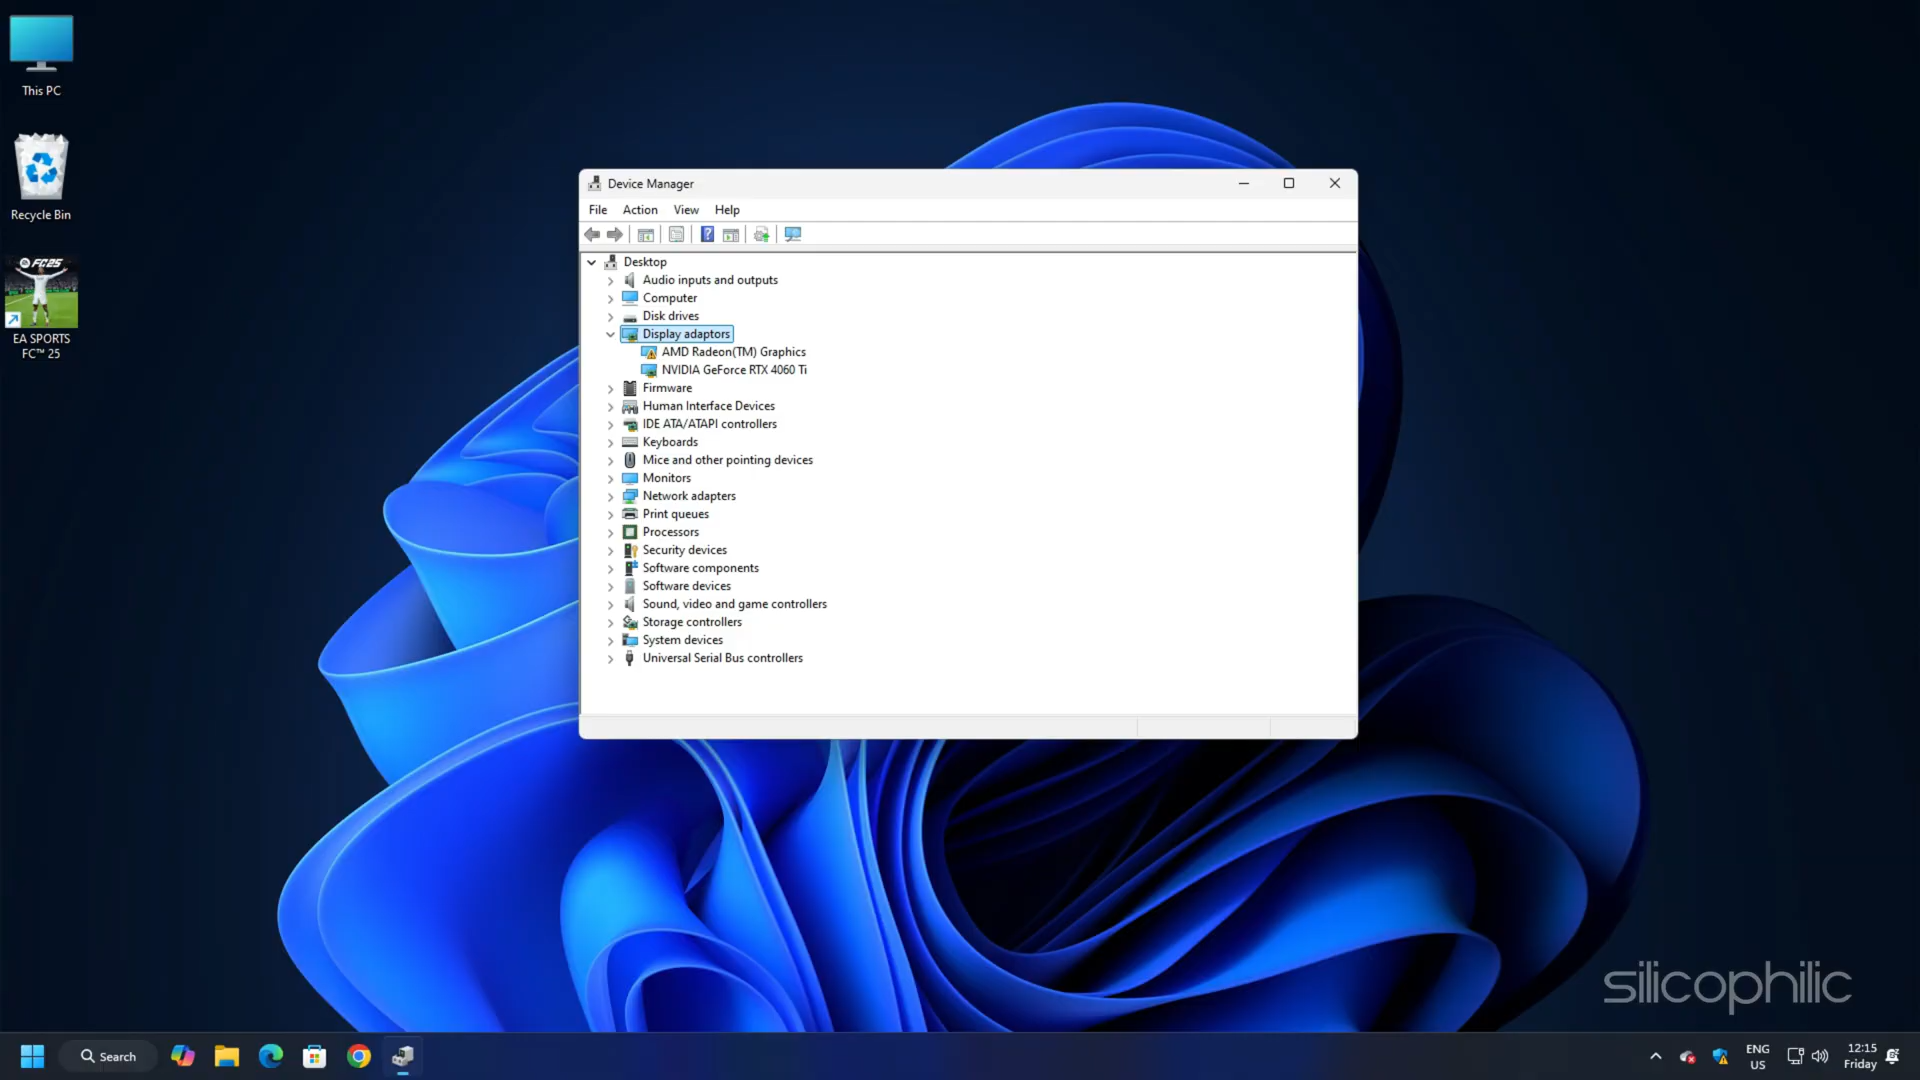 This PC
Recycle Bin
FC25
EA SPORTS
FC™ 25
Device Manager
File Action View Help
Desktop
Audio inputs and outputs
Computer
Disk drives
Display adaptors
AMD Radeon(TM) Graphics
NVIDIA GeForce RTX 4060 Ti
Firmware
Human Interface Devices
IDE ATA/ATAPI controllers
Keyboards
Mice and other pointing devices
Monitors
Network adapters
Print queues
Processors
Security devices
Software components
Software devices
Sound, video and game controllers
Storage controllers
System devices
Universal Serial Bus controllers
silicophilic
Search
ENG
US
12:15
Friday